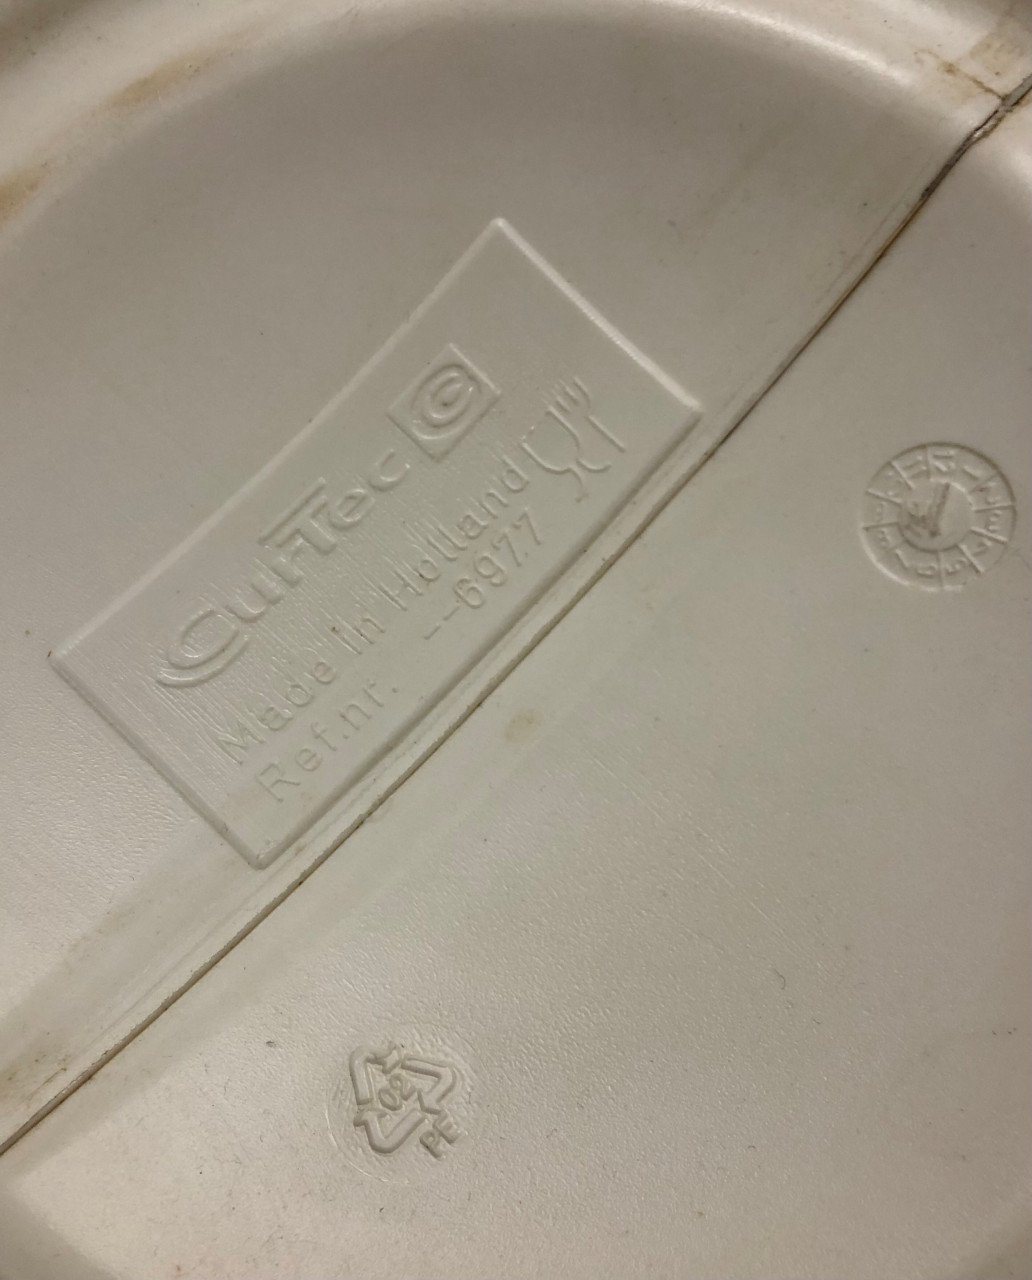 CurTec
Made in Holland
Ref.nr. --6977
02
PE